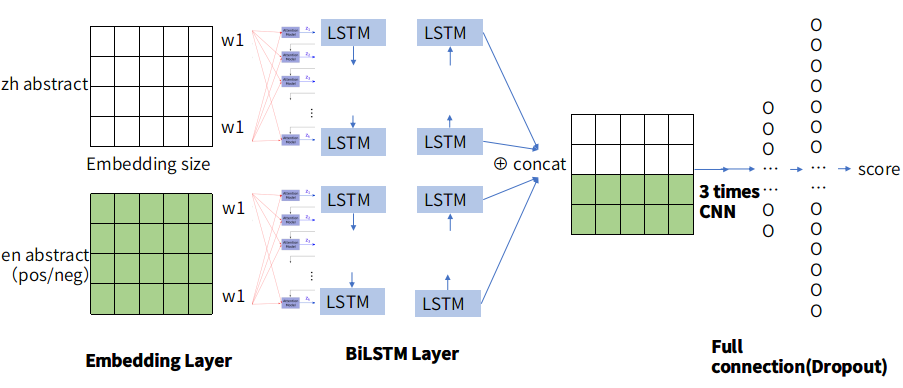 zh abstract
w1
w1
Embedding size
LSTM
LSTM
LSTM
LSTM
en abstract
(pos/neg)
w1
w1
LSTM
LSTM
LSTM
LSTM
⊕ concat
3 times
CNN
...
...
...
...
score
Embedding Layer
BiLSTM Layer
Full
connection(Dropout)